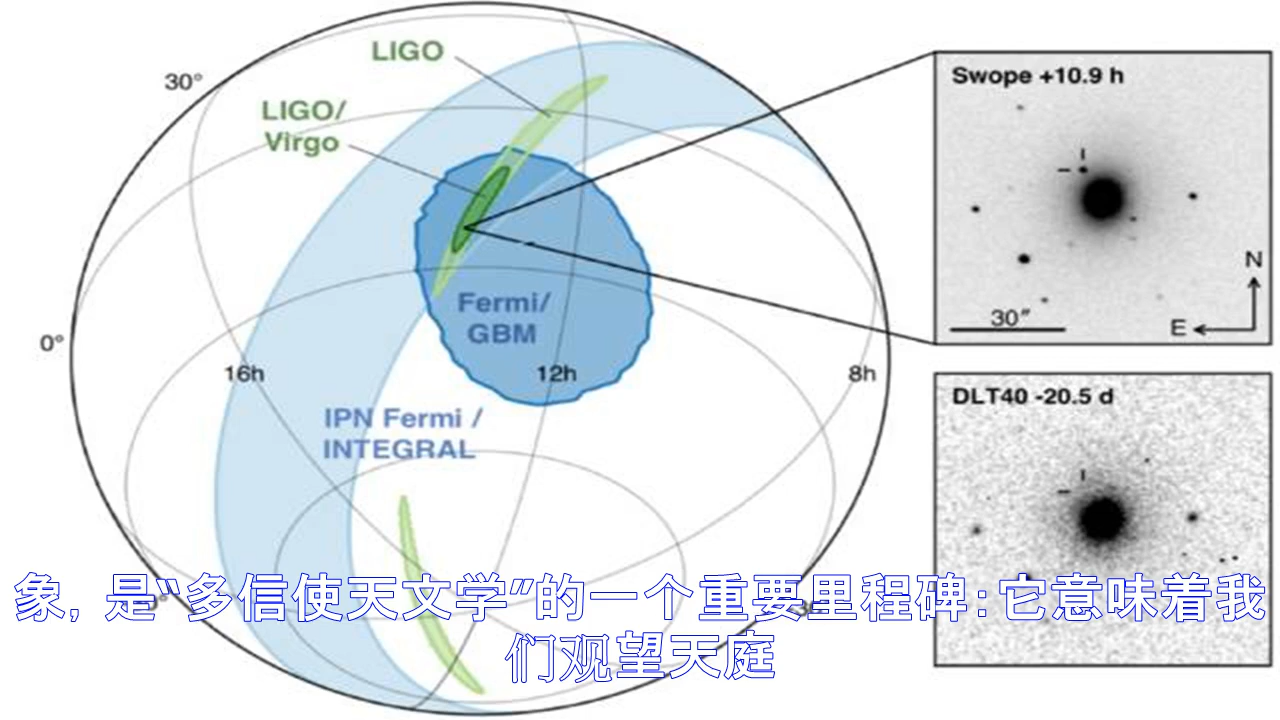 LIGO
30°
LIGO/
Virgo
Swope +10.9 h
N
Fermi/
GBM
30″
E
0°
16h
12h
8h
DLT40 -20.5 d
IPN Fermi /
INTEGRAL
象, 是“多信使天文学”的一个重要里程碑:它意味着我
们观望天庭